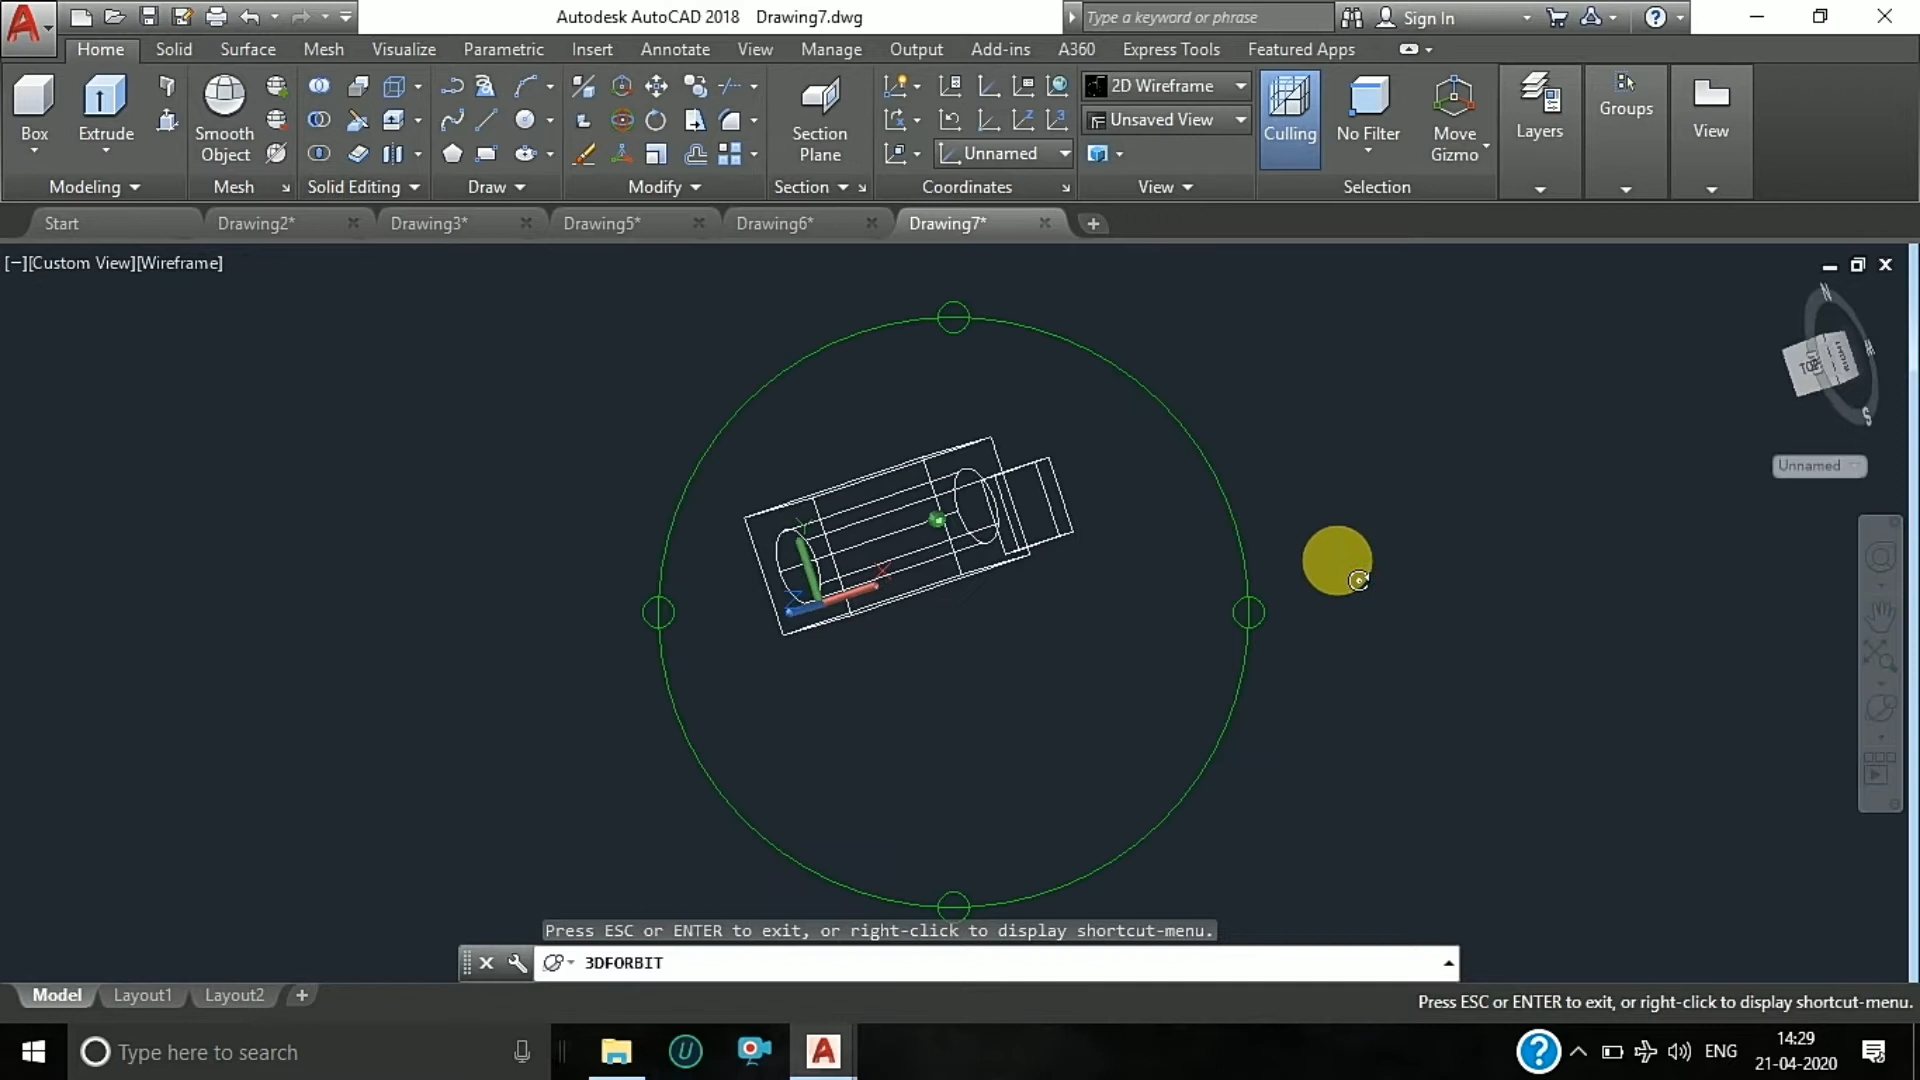 Autodesk AutoCAD 2018 Drawing7.dwg
Type a keyword or phrase
Sign In
Home Solid Surface Mesh Visualize Parametric Insert Annotate View Manage Output Add-ins A360 Express Tools Featured Apps
Box
Extrude
Smooth Object
Section Plane
2D Wireframe
Unsaved View
Unnamed
Culling
No Filter
Move Gizmo
Layers
Groups
View
Modeling Mesh Solid Editing Draw Modify Section Coordinates View Selection
Start Drawing2* Drawing3* Drawing5* Drawing6* Drawing7*
[−][Custom View][Wireframe]
N
TOP
RIGHT
S
Unnamed
Y
X
Z
Press ESC or ENTER to exit, or right-click to display shortcut-menu.
3DFORBIT
Model Layout1 Layout2
Press ESC or ENTER to exit, or right-click to display shortcut-menu.
Type here to search
ENG
14:29
21-04-2020